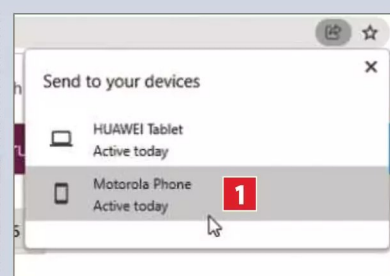 Send to your devices
HUAWEI Tablet
Active today
Motorola Phone
Active today
1